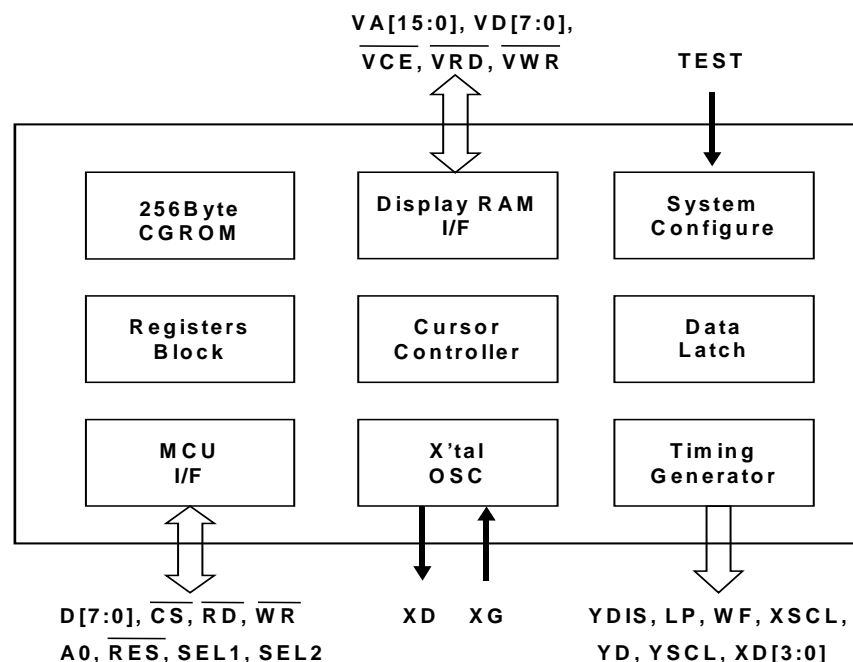 VA[15:0], VD[7:0],
VCE, VRD, VWR
TEST
256Byte
CGROM
Display RAM
I/F
System
Configure
Registers
Block
Cursor
Controller
Data
Latch
MCU
I/F
X'tal
OSC
Timing
Generator
D[7:0], CS, RD, WR
A0, RES, SEL1, SEL2
XD
XG
YDIS, LP, WF, XSCL,
YD, YSCL, XD[3:0]